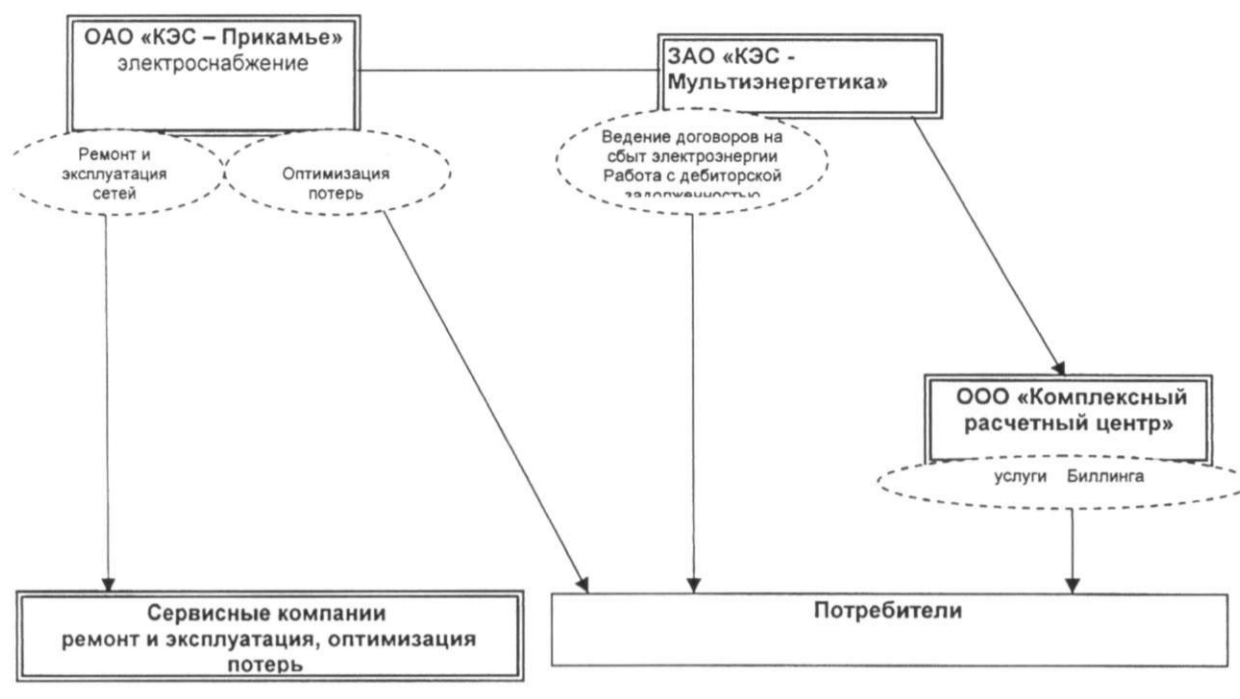 ОАО «КЭС – Прикамье»
электроснабжение
ЗАО «КЭС -
Мультиэнергетика»
Ремонт и
эксплуатация
сетей
Оптимизация
потерь
Ведение договоров на
сбыт электроэнергии
Работа с дебиторской
задолженностью
ООО «Комплексный
расчетный центр»
услуги Биллинга
Сервисные компании
ремонт и эксплуатация, оптимизация
потерь
Потребители